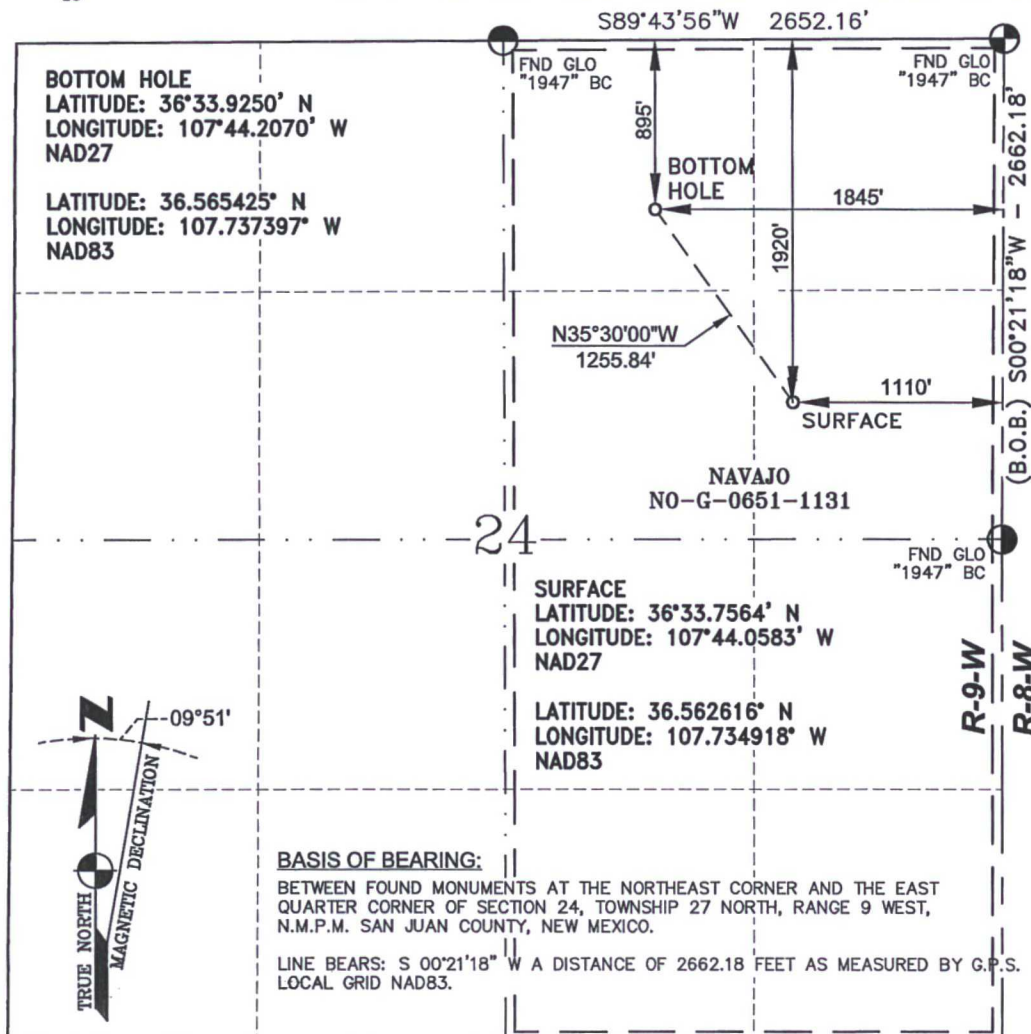 S89°43'56"W 2652.16'
BOTTOM HOLE
LATITUDE: 36°33.9250' N
LONGITUDE: 107°44.2070' W
NAD27
LATITUDE: 36.565425° N
LONGITUDE: 107.737397° W
NAD83
FND GLO
"1947" BC
FND GLO
"1947" BC
895'
BOTTOM
HOLE
1845'
1920'
(B.O.B.) S00°21'18"W - 2662.18'
N35°30'00"W
1255.84'
1110'
SURFACE
NAVAJO
NO-G-0651-1131
24
FND GLO
"1947" BC
SURFACE
LATITUDE: 36°33.7564' N
LONGITUDE: 107°44.0583' W
NAD27
LATITUDE: 36.562616° N
LONGITUDE: 107.734918° W
NAD83
R-9-W
R-8-W
N
09°51'
TRUE NORTH
MAGNETIC DECLINATION
BASIS OF BEARING:
BETWEEN FOUND MONUMENTS AT THE NORTHEAST CORNER AND THE EAST
QUARTER CORNER OF SECTION 24, TOWNSHIP 27 NORTH, RANGE 9 WEST,
N.M.P.M. SAN JUAN COUNTY, NEW MEXICO.
LINE BEARS: S 00°21'18" W A DISTANCE OF 2662.18 FEET AS MEASURED BY G.P.S.
LOCAL GRID NAD83.